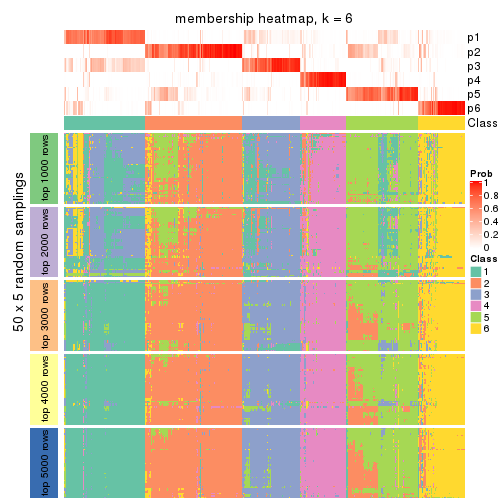 membership heatmap, k = 6
p1
p2
p3
p4
p5
p6
Class
50 x 5 random samplings
top 1000 rows
top 2000 rows
top 3000 rows
top 4000 rows
top 5000 rows
Prob
1
0.8
0.6
0.4
0.2
0
Class
1
2
3
4
5
6